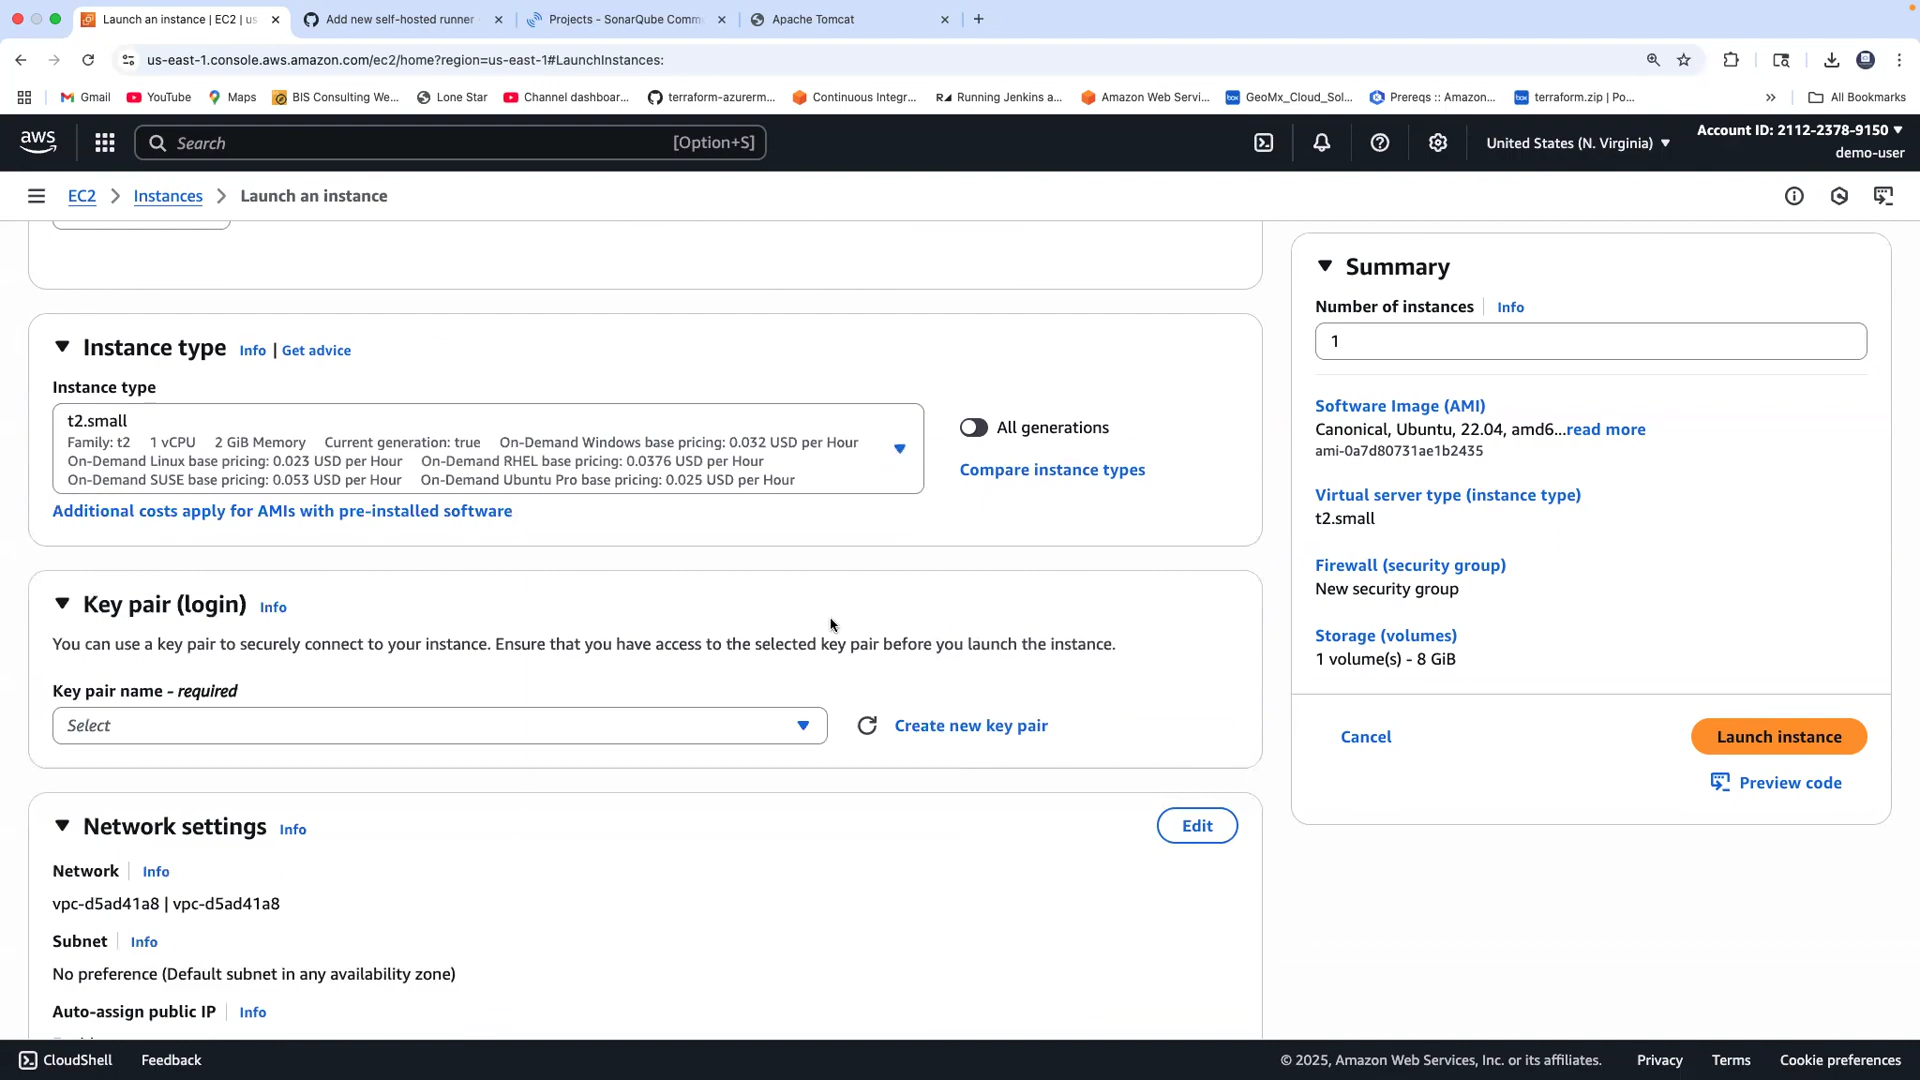 Launch an instance | EC2 | us
Add new self-hosted runner
Projects - SonarQube Comm
Apache Tomcat
us-east-1.console.aws.amazon.com/ec2/home?region=us-east-1#LaunchInstances:
Gmail
YouTube
Maps
BIS Consulting We...
Lone Star
Channel dashboar...
terraform-azurerm...
Continuous Integr...
Running Jenkins a...
Amazon Web Servi...
GeoMx_Cloud_Sol...
Prereqs :: Amazon...
terraform.zip | Po...
All Bookmarks
aws
Search
[Option+S]
United States (N. Virginia)
Account ID: 2112-2378-9150
demo-user
EC2
Instances
Launch an instance
Instance type Info | Get advice
Instance type
t2.small
Family: t2 1 vCPU 2 GiB Memory Current generation: true On-Demand Windows base pricing: 0.032 USD per Hour
On-Demand Linux base pricing: 0.023 USD per Hour On-Demand RHEL base pricing: 0.0376 USD per Hour
On-Demand SUSE base pricing: 0.053 USD per Hour On-Demand Ubuntu Pro base pricing: 0.025 USD per Hour
All generations
Compare instance types
Additional costs apply for AMIs with pre-installed software
Key pair (login) Info
You can use a key pair to securely connect to your instance. Ensure that you have access to the selected key pair before you launch the instance.
Key pair name - required
Select
Create new key pair
Network settings Info
Edit
Network Info
vpc-d5ad41a8 | vpc-d5ad41a8
Subnet Info
No preference (Default subnet in any availability zone)
Auto-assign public IP Info
Summary
Number of instances Info
1
Software Image (AMI)
Canonical, Ubuntu, 22.04, amd6...read more
ami-0a7d80731ae1b2435
Virtual server type (instance type)
t2.small
Firewall (security group)
New security group
Storage (volumes)
1 volume(s) - 8 GiB
Cancel
Launch instance
Preview code
CloudShell
Feedback
© 2025, Amazon Web Services, Inc. or its affiliates.
Privacy
Terms
Cookie preferences